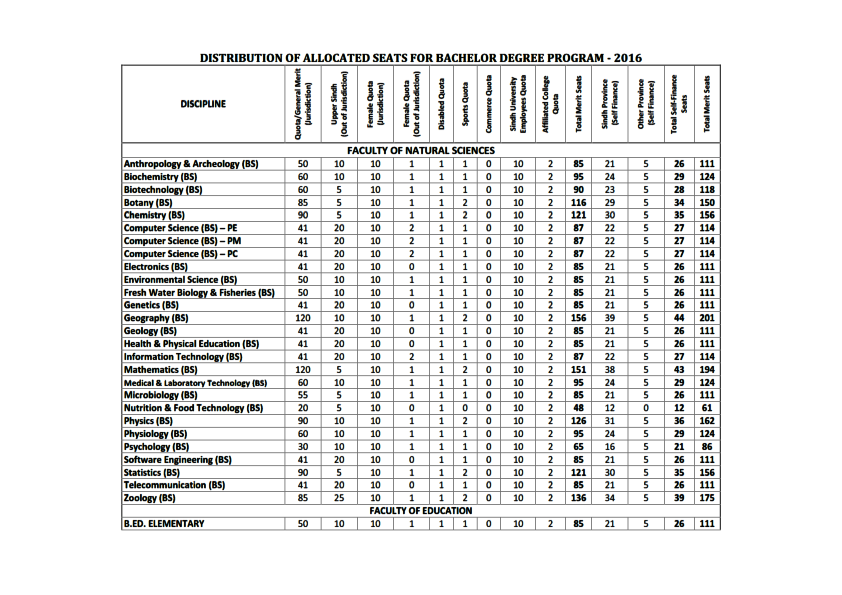 DISTRIBUTION OF ALLOCATED SEATS FOR BACHELOR DEGREE PROGRAM - 2016
DISCIPLINE
Quota/General Merit (Jurisdiction)
Upper Sindh (Out of Jurisdiction)
Female Quota (Jurisdiction)
Female Quota (Out of Jurisdiction)
Disabled Quota
Sports Quota
Commerce Quota
Sindh University Employees Quota
Affiliated College Quota
Total Merit Seats
Sindh Province (Self Finance)
Other Province (Self Finance)
Total Self-Finance Seats
Total Merit Seats
FACULTY OF NATURAL SCIENCES
Anthropology & Archeology (BS) 50 10 10 1 1 1 0 10 2 85 21 5 26 111
Biochemistry (BS) 60 10 10 1 1 1 0 10 2 95 24 5 29 124
Biotechnology (BS) 60 5 10 1 1 1 0 10 2 90 23 5 28 118
Botany (BS) 85 5 10 1 1 2 0 10 2 116 29 5 34 150
Chemistry (BS) 90 5 10 1 1 2 0 10 2 121 30 5 35 156
Computer Science (BS) – PE 41 20 10 2 1 1 0 10 2 87 22 5 27 114
Computer Science (BS) – PM 41 20 10 2 1 1 0 10 2 87 22 5 27 114
Computer Science (BS) – PC 41 20 10 2 1 1 0 10 2 87 22 5 27 114
Electronics (BS) 41 20 10 0 1 1 0 10 2 85 21 5 26 111
Environmental Science (BS) 50 10 10 1 1 1 0 10 2 85 21 5 26 111
Fresh Water Biology & Fisheries (BS) 50 10 10 1 1 1 0 10 2 85 21 5 26 111
Genetics (BS) 41 20 10 0 1 1 0 10 2 85 21 5 26 111
Geography (BS) 120 10 10 1 1 2 0 10 2 156 39 5 44 201
Geology (BS) 41 20 10 0 1 1 0 10 2 85 21 5 26 111
Health & Physical Education (BS) 41 20 10 0 1 1 0 10 2 85 21 5 26 111
Information Technology (BS) 41 20 10 2 1 1 0 10 2 87 22 5 27 114
Mathematics (BS) 120 5 10 1 1 2 0 10 2 151 38 5 43 194
Medical & Laboratory Technology (BS) 60 10 10 1 1 1 0 10 2 95 24 5 29 124
Microbiology (BS) 55 5 10 1 1 1 0 10 2 85 21 5 26 111
Nutrition & Food Technology (BS) 20 5 10 0 1 0 0 10 2 48 12 0 12 61
Physics (BS) 90 10 10 1 1 2 0 10 2 126 31 5 36 162
Physiology (BS) 60 10 10 1 1 1 0 10 2 95 24 5 29 124
Psychology (BS) 30 10 10 1 1 1 0 10 2 65 16 5 21 86
Software Engineering (BS) 41 20 10 0 1 1 0 10 2 85 21 5 26 111
Statistics (BS) 90 5 10 1 1 2 0 10 2 121 30 5 35 156
Telecommunication (BS) 41 20 10 0 1 1 0 10 2 85 21 5 26 111
Zoology (BS) 85 25 10 1 1 2 0 10 2 136 34 5 39 175
FACULTY OF EDUCATION
B.ED. ELEMENTARY 50 10 10 1 1 1 0 10 2 85 21 5 26 111